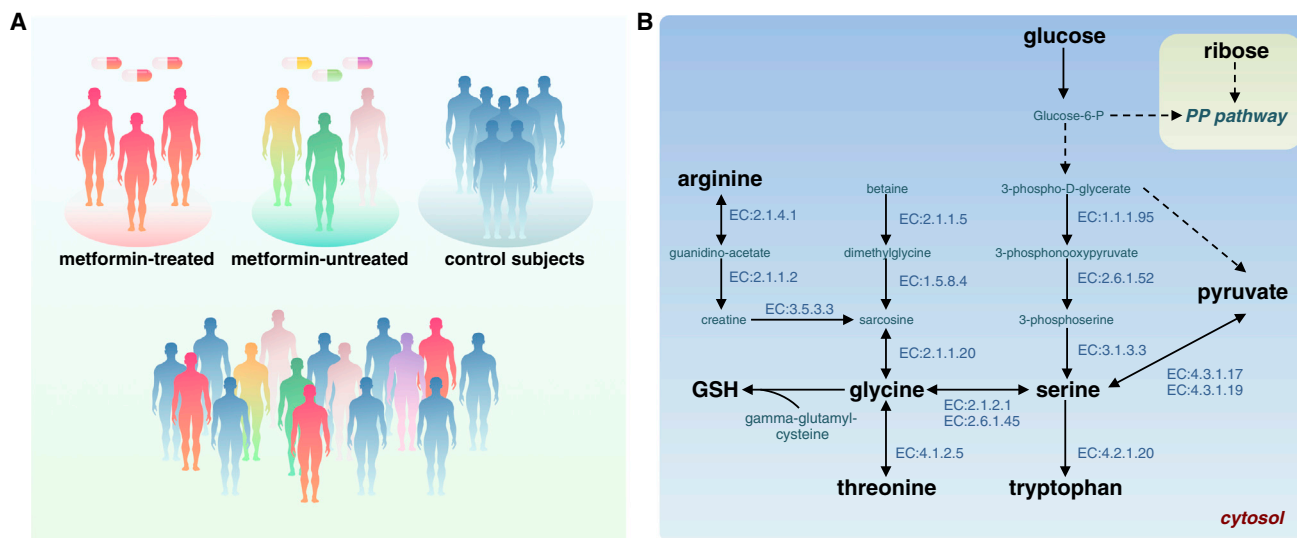 A
metformin-treated
metformin-untreated
control subjects
B
glucose
ribose
Glucose-6-P
PP pathway
arginine
betaine
3-phospho-D-glycerate
EC:2.1.4.1
EC:2.1.1.5
EC:1.1.1.95
guanidino-acetate
dimethylglycine
3-phosphonooxypyruvate
EC:2.1.1.2
EC:1.5.8.4
EC:2.6.1.52
pyruvate
creatine
EC:3.5.3.3
sarcosine
3-phosphoserine
EC:2.1.1.20
EC:3.1.3.3
EC:4.3.1.17
EC:4.3.1.19
GSH
glycine
serine
gamma-glutamyl-
cysteine
EC:2.1.2.1
EC:2.6.1.45
EC:4.1.2.5
EC:4.2.1.20
threonine
tryptophan
cytosol